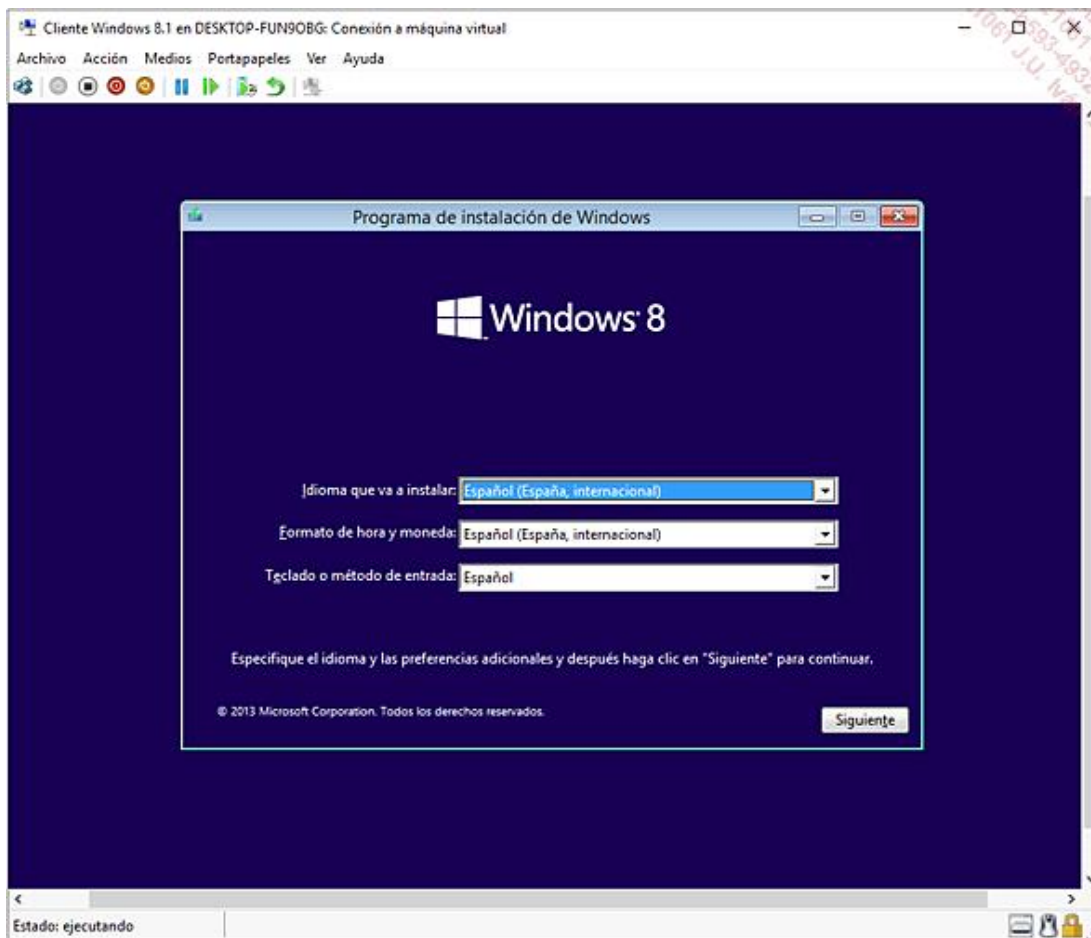 Cliente Windows 8.1 en DESKTOP-FUN9OBG: Conexión a máquina virtual
Archivo Acción Medios Portapapeles Ver Ayuda
Programa de instalación de Windows
Windows 8
Idioma que va a instalar: Español (España, internacional)
Formato de hora y moneda: Español (España, internacional)
Teclado o método de entrada: Español
Especifique el idioma y las preferencias adicionales y después haga clic en "Siguiente" para continuar.
© 2013 Microsoft Corporation. Todos los derechos reservados.
Siguiente
Estado: ejecutando